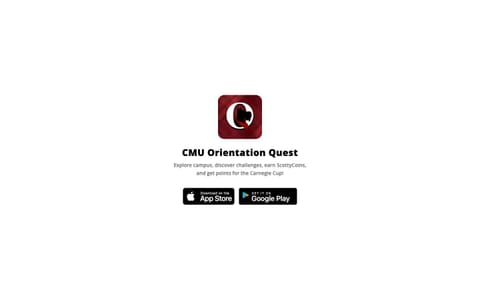 CMU Orientation Quest
Explore campus, discover challenges, earn ScottyCoins,
and get points for the Carnegie Cup!
Download on the
App Store
GET IT ON
Google Play